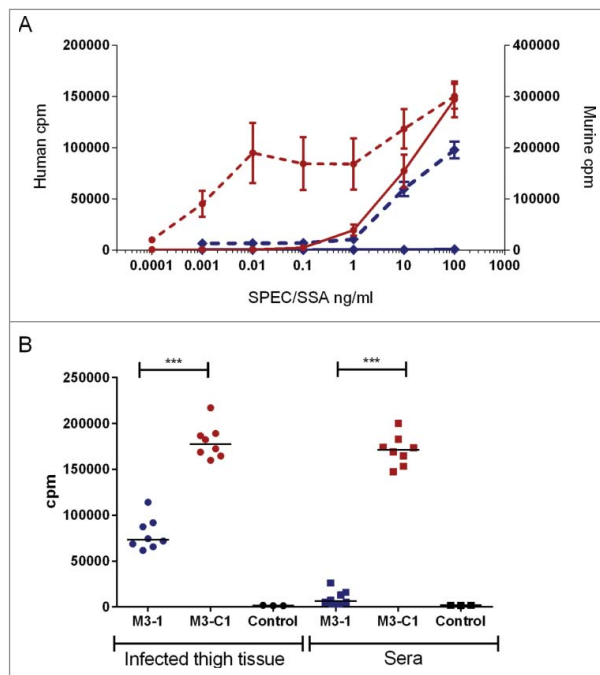 A
200000
150000
100000
50000
0
Human cpm
400000
300000
200000
100000
0
Murine cpm
0.0001 0.001 0.01 0.1 1 10 100 1000
SPEC/SSA ng/ml
B
250000
200000
150000
100000
50000
0
cpm
*** ***
M3-1 M3-C1 Control M3-1 M3-C1 Control
Infected thigh tissue Sera